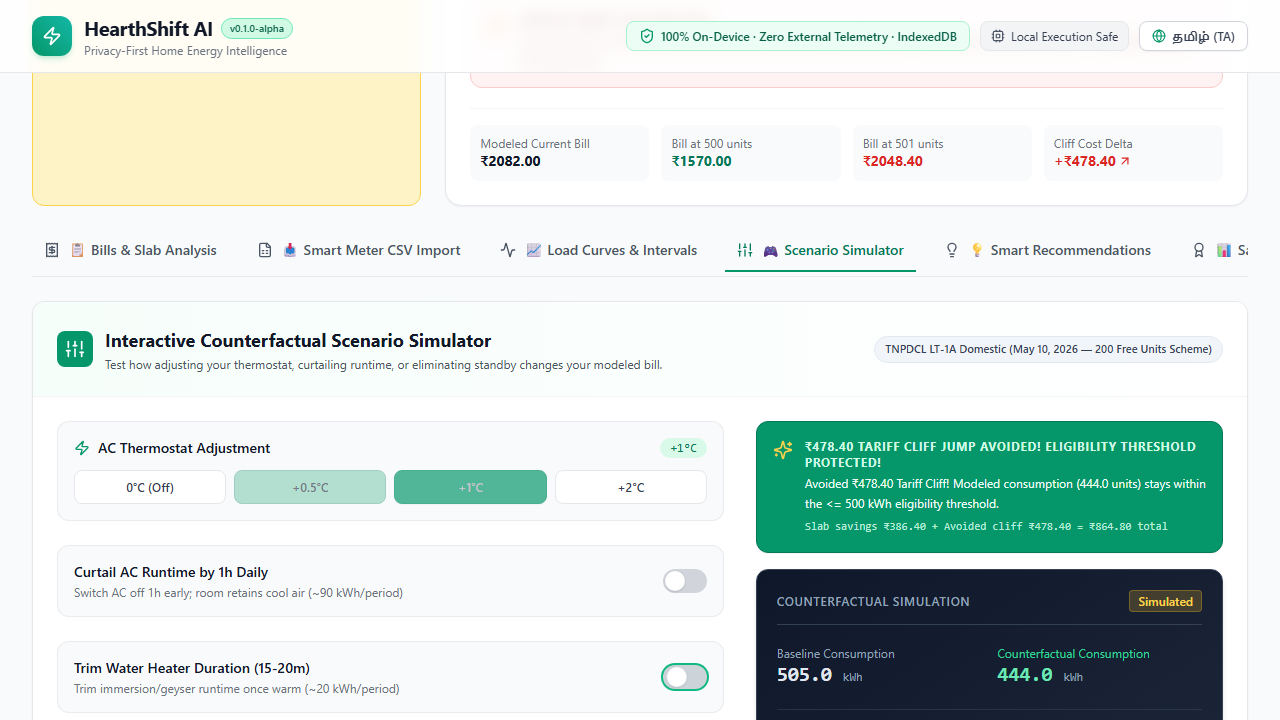 HearthShift AI v0.1.0-alpha
Privacy-First Home Energy Intelligence
100% On-Device · Zero External Telemetry · IndexedDB
Local Execution Safe
தமிழ் (TA)
Modeled Current Bill
₹2082.00
Bill at 500 units
₹1570.00
Bill at 501 units
₹2048.40
Cliff Cost Delta
+₹478.40
Bills & Slab Analysis
Smart Meter CSV Import
Load Curves & Intervals
Scenario Simulator
Smart Recommendations
Interactive Counterfactual Scenario Simulator
Test how adjusting your thermostat, curtailing runtime, or eliminating standby changes your modeled bill.
TNPDCL LT-1A Domestic (May 10, 2026 — 200 Free Units Scheme)
AC Thermostat Adjustment
+1°C
0°C (Off)
+0.5°C
+1°C
+2°C
Curtail AC Runtime by 1h Daily
Switch AC off 1h early; room retains cool air (~90 kWh/period)
Trim Water Heater Duration (15-20m)
Trim immersion/geyser runtime once warm (~20 kWh/period)
₹478.40 TARIFF CLIFF JUMP AVOIDED! ELIGIBILITY THRESHOLD
PROTECTED!
Avoided ₹478.40 Tariff Cliff! Modeled consumption (444.0 units) stays within
the <= 500 kWh eligibility threshold.
Slab savings ₹386.40 + Avoided cliff ₹478.40 = ₹864.80 total
COUNTERFACTUAL SIMULATION
Simulated
Baseline Consumption
505.0 kWh
Counterfactual Consumption
444.0 kWh